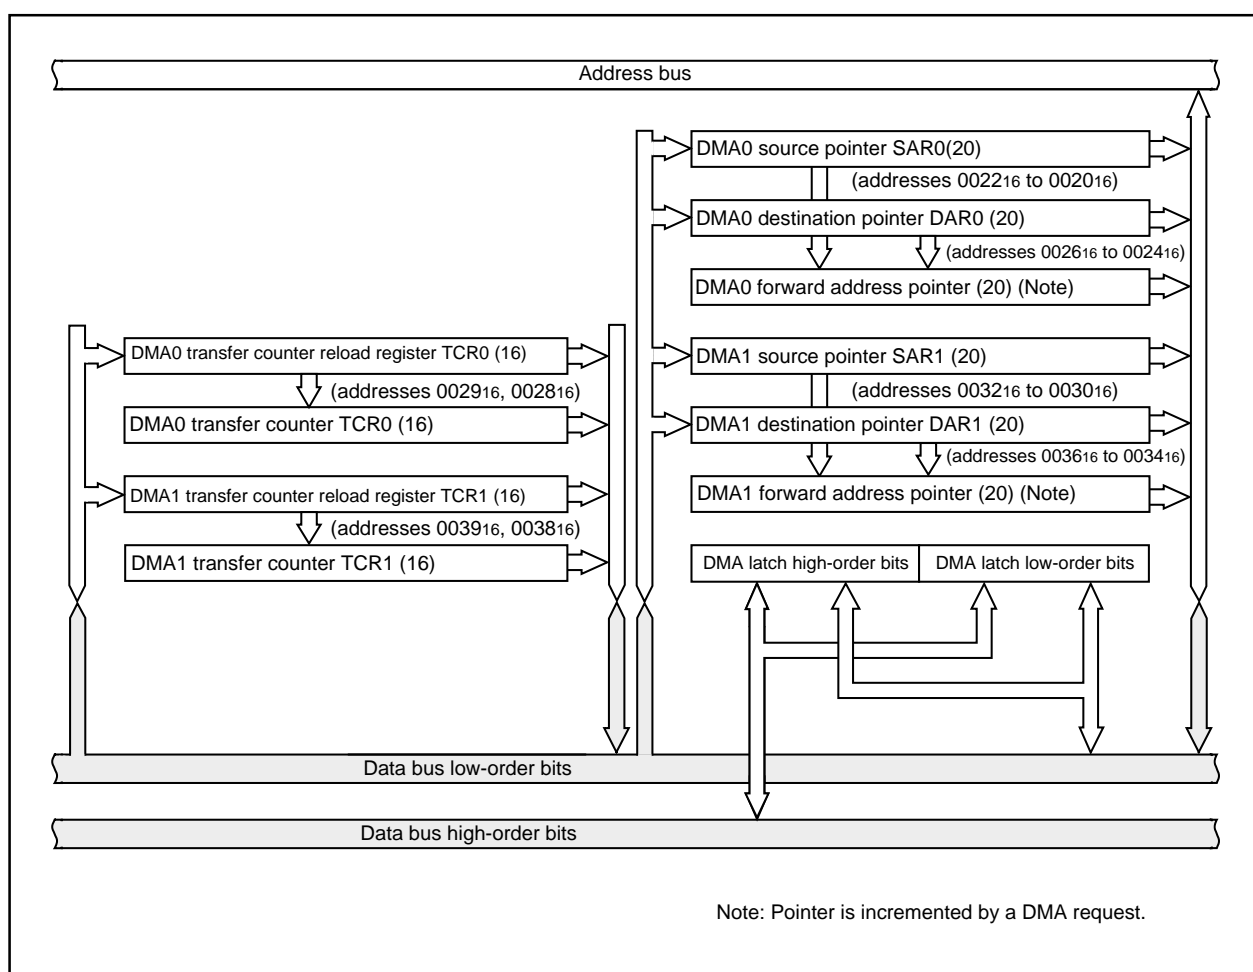 Address bus
DMA0 source pointer SAR0(20)
(addresses 002216 to 002016)
DMA0 destination pointer DAR0 (20)
(addresses 002616 to 002416)
DMA0 forward address pointer (20) (Note)
DMA0 transfer counter reload register TCR0 (16)
(addresses 002916, 002816)
DMA0 transfer counter TCR0 (16)
DMA1 transfer counter reload register TCR1 (16)
(addresses 003916, 003816)
DMA1 transfer counter TCR1 (16)
DMA1 source pointer SAR1 (20)
(addresses 003216 to 003016)
DMA1 destination pointer DAR1 (20)
(addresses 003616 to 003416)
DMA1 forward address pointer (20) (Note)
DMA latch high-order bits
DMA latch low-order bits
Data bus low-order bits
Data bus high-order bits
Note: Pointer is incremented by a DMA request.